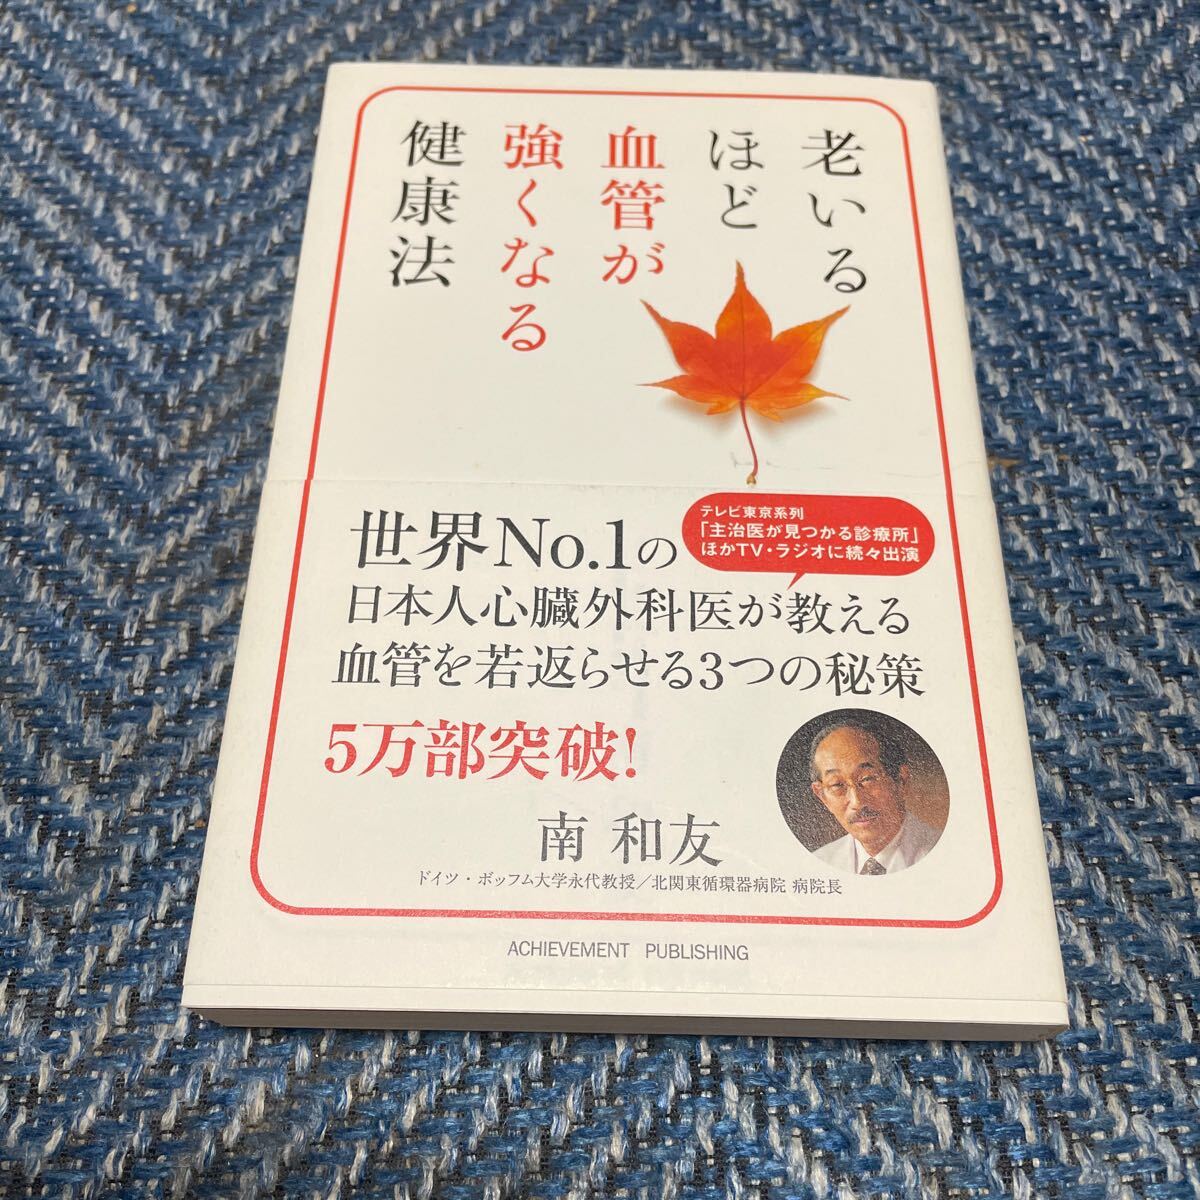 老いる
ほど
血管が
強くなる
健康法
テレビ東京系列
「主治医が見つかる診療所」
ほかTV・ラジオに続々出演
世界No.1の
日本人心臓外科医が教える
血管を若返らせる3つの秘策
5万部突破!
南 和友
ドイツ・ボッフム大学永代教授／北関東循環器病院 病院長
ACHIEVEMENT PUBLISHING